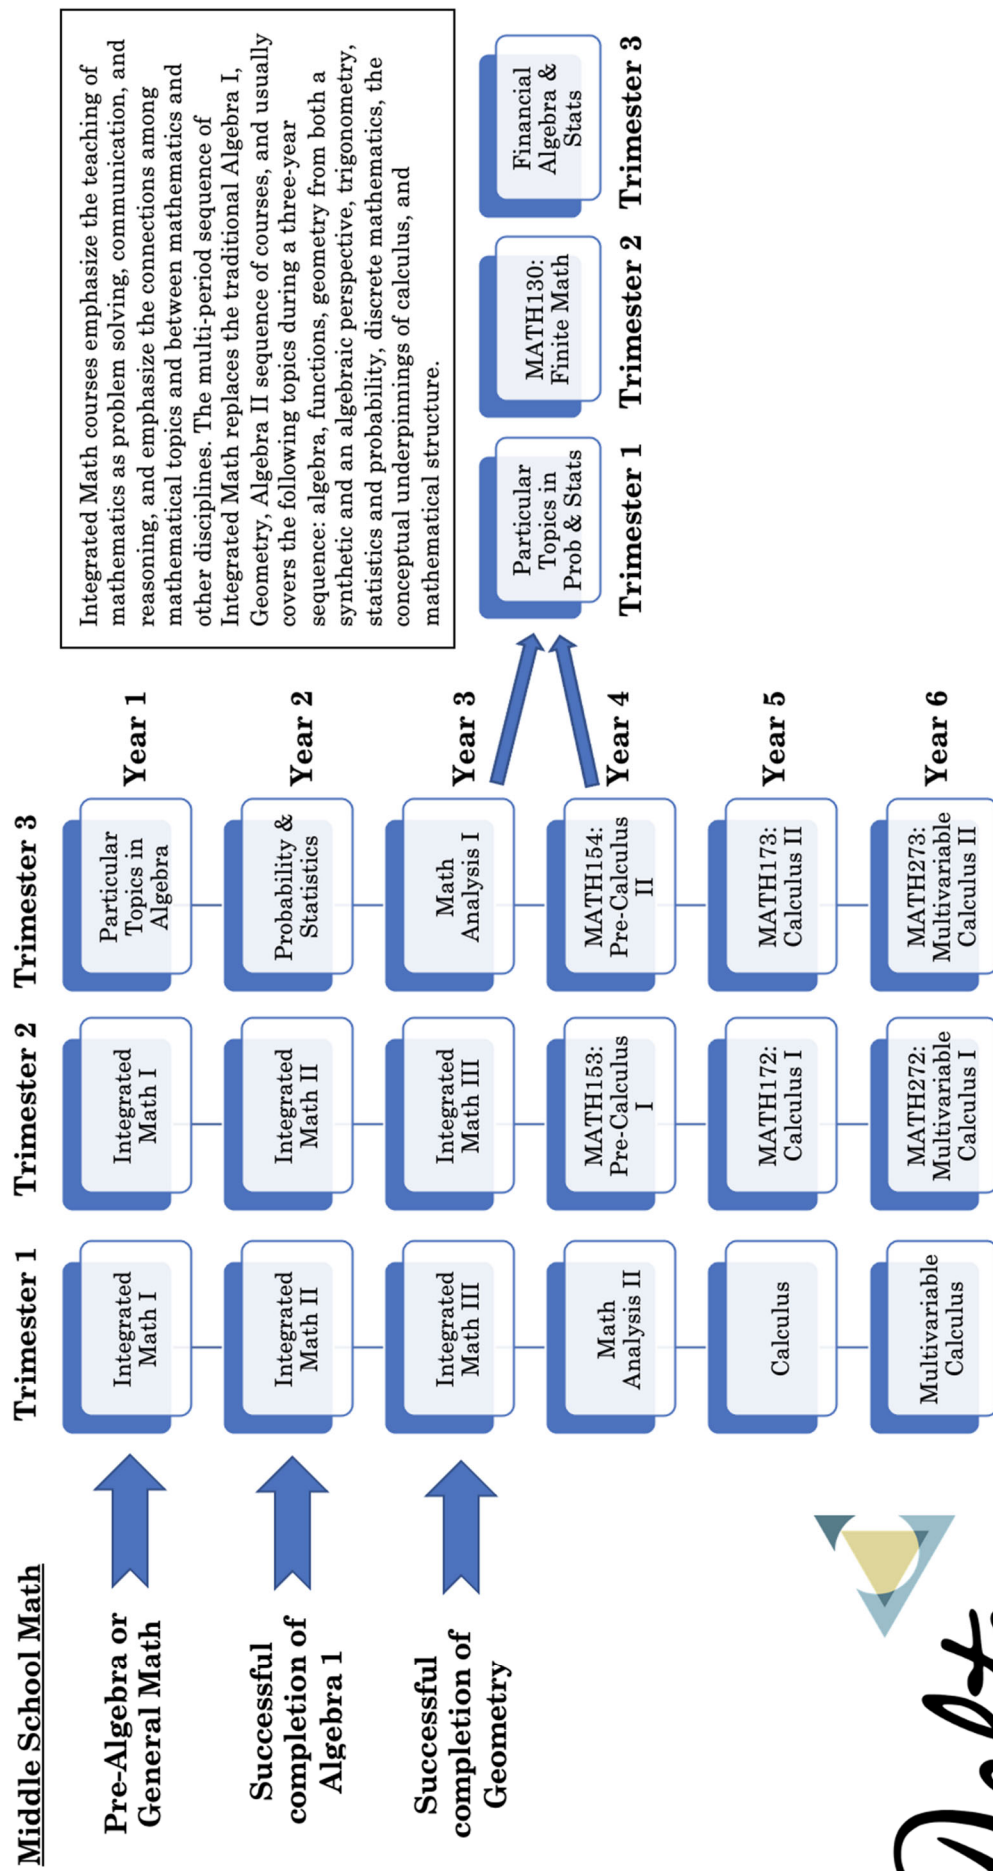 Middle School Math
Trimester 1
Trimester 2
Trimester 3
Pre-Algebra or
General Math
Integrated
Math I
Integrated
Math I
Particular
Topics in
Algebra
Year 1
Successful
completion of
Algebra 1
Integrated
Math II
Integrated
Math II
Probability &
Statistics
Year 2
Successful
completion of
Geometry
Integrated
Math III
Integrated
Math III
Math
Analysis I
Year 3
Math
Analysis II
MATH153:
Pre-Calculus
I
MATH154:
Pre-Calculus
II
Year 4
Calculus
MATH172:
Calculus I
MATH173:
Calculus II
Year 5
Multivariable
Calculus
MATH272:
Multivariable
Calculus I
MATH273:
Multivariable
Calculus II
Year 6
Integrated Math courses emphasize the teaching of
mathematics as problem solving, communication, and
reasoning, and emphasize the connections among
mathematical topics and between mathematics and
other disciplines. The multi-period sequence of
Integrated Math replaces the traditional Algebra I,
Geometry, Algebra II sequence of courses, and usually
covers the following topics during a three-year
sequence: algebra, functions, geometry from both a
synthetic and an algebraic perspective, trigonometry,
statistics and probability, discrete mathematics, the
conceptual underpinnings of calculus, and
mathematical structure.
Particular
Topics in
Prob & Stats
MATH130:
Finite Math
Financial
Algebra &
Stats
Trimester 1
Trimester 2
Trimester 3